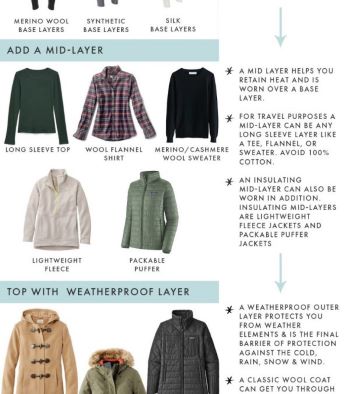 MERINO WOOL
BASE LAYERS
SYNTHETIC
BASE LAYERS
SILK
BASE LAYERS
ADD A MID-LAYER
LONG SLEEVE TOP
WOOL FLANNEL
SHIRT
MERINO/CASHMERE
WOOL SWEATER
LIGHTWEIGHT
FLEECE
PACKABLE
PUFFER
* A MID LAYER HELPS YOU
RETAIN HEAT AND IS
WORN OVER A BASE
LAYER.
* FOR TRAVEL PURPOSES A
MID-LAYER CAN BE ANY
LONG SLEEVE LAYER LIKE
A TEE, FLANNEL, OR
SWEATER. AVOID 100%
COTTON.
* AN INSULATING
MID-LAYER CAN ALSO BE
WORN IN ADDITION.
INSULATING MID-LAYERS
ARE LIGHTWEIGHT
FLEECE JACKETS AND
PACKABLE PUFFER
JACKETS
TOP WITH WEATHERPROOF LAYER
* A WEATHERPROOF OUTER
LAYER PROTECTS YOU
FROM WEATHER
ELEMENTS & IS THE FINAL
BARRIER OF PROTECTION
AGAINST THE COLD,
RAIN, SNOW & WIND.
* A CLASSIC WOOL COAT
CAN GET YOU THROUGH